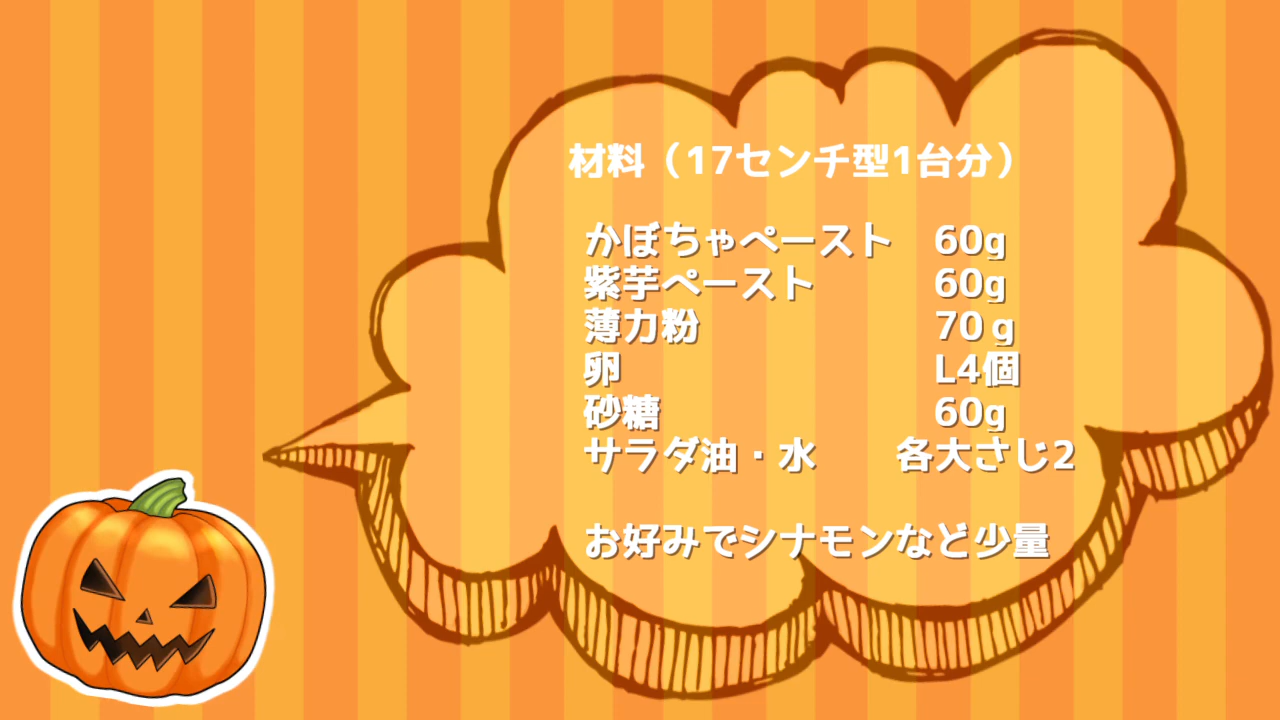 材料（17センチ型1台分）
かぼちゃペースト　60g
紫芋ペースト　60g
薄力粉　70ｇ
卵　L4個
砂糖　60g
サラダ油・水　各大さじ2
お好みでシナモンなど少量